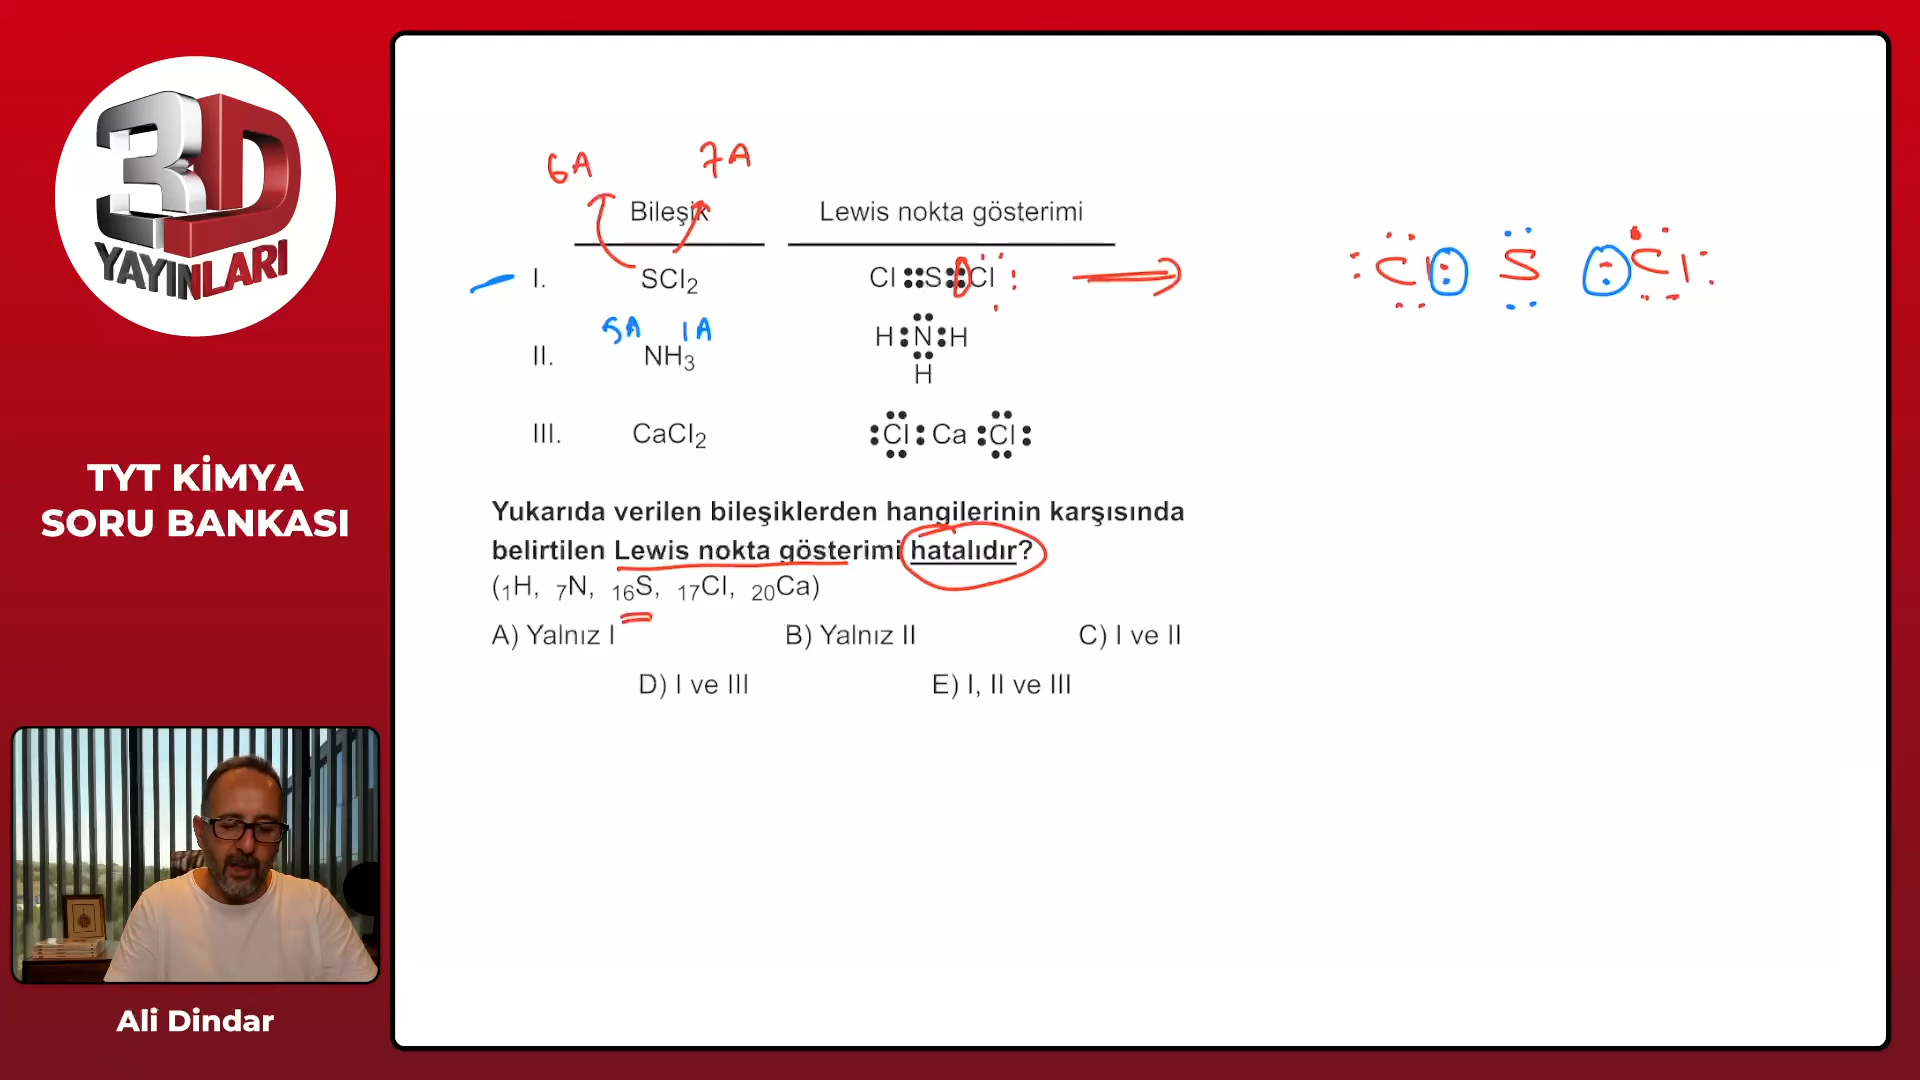 3D
YAYINLARI
TYT KİMYA
SORU BANKASI
Ali Dindar
6A 7A
Bileşik Lewis nokta gösterimi
I. SCl₂ Cl::S::Cl Cl S Cl
5A 1A
II. NH₃ H:N:H
H
III. CaCl₂ :Cl: Ca :Cl:
Yukarıda verilen bileşiklerden hangilerinin karşısında
belirtilen Lewis nokta gösterimi hatalıdır?
(₁H, ₇N, ₁₆S, ₁₇Cl, ₂₀Ca)
A) Yalnız I B) Yalnız II C) I ve II
D) I ve III E) I, II ve III